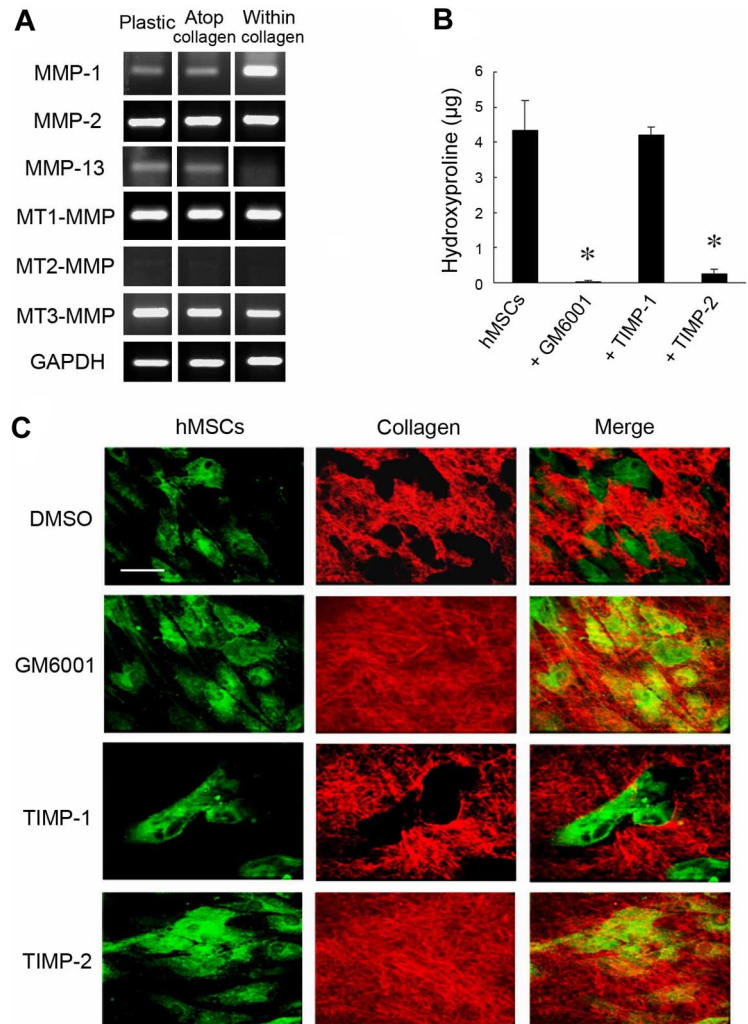 A
Plastic Atop collagen Within collagen
MMP-1
MMP-2
MMP-13
MT1-MMP
MT2-MMP
MT3-MMP
GAPDH
B
Hydroxyproline (µg)
6
5
4
3
2
1
0
* *
hMSCs + GM6001 + TIMP-1 + TIMP-2
C
hMSCs Collagen Merge
DMSO
GM6001
TIMP-1
TIMP-2